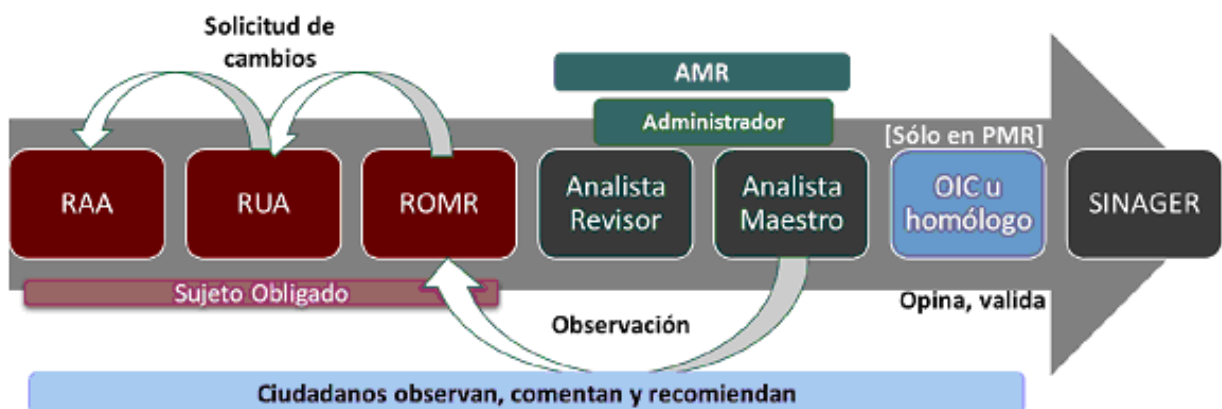 Solicitud de
cambios
AMR
Administrador
[Sólo en PMR]
RAA
RUA
ROMR
Analista
Revisor
Analista
Maestro
OIC u
homólogo
SINAGER
Sujeto Obligado
Observación
Opina, valida
Ciudadanos observan, comentan y recomiendan